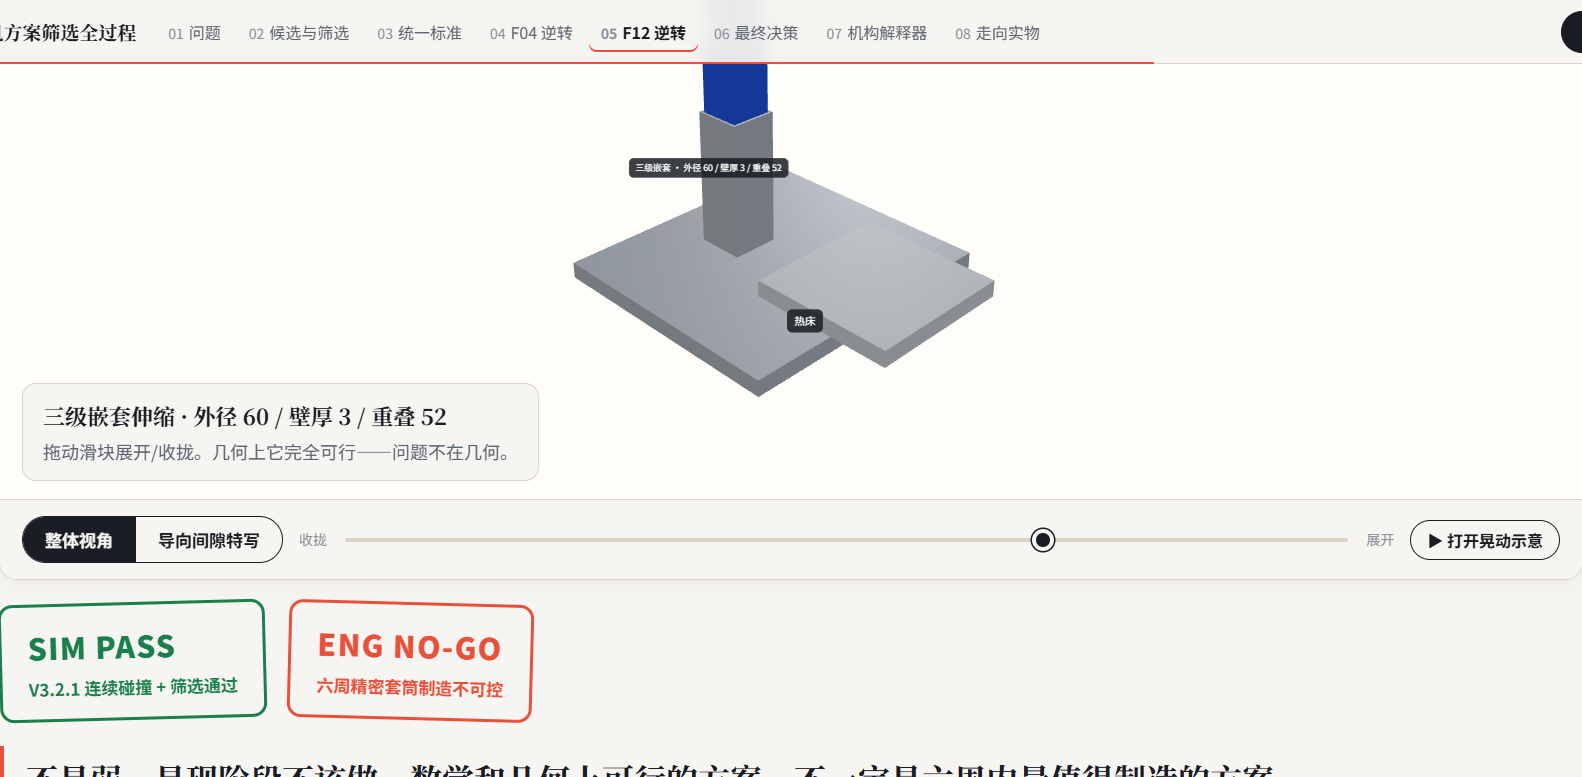 方案筛选全过程 01 问题 02 候选与筛选 03 统一标准 04 F04 逆转 05 F12 逆转 06 最终决策 07 机构解释器 08 走向实物
三级嵌套 · 外径 60 / 壁厚 3 / 重叠 52
热床
三级嵌套伸缩 · 外径 60 / 壁厚 3 / 重叠 52
拖动滑块展开/收拢。几何上它完全可行——问题不在几何。
整体视角 导向间隙特写 收拢 展开 ▶ 打开晃动示意
SIM PASS
V3.2.1 连续碰撞 + 筛选通过
ENG NO-GO
六周精密套筒制造不可控